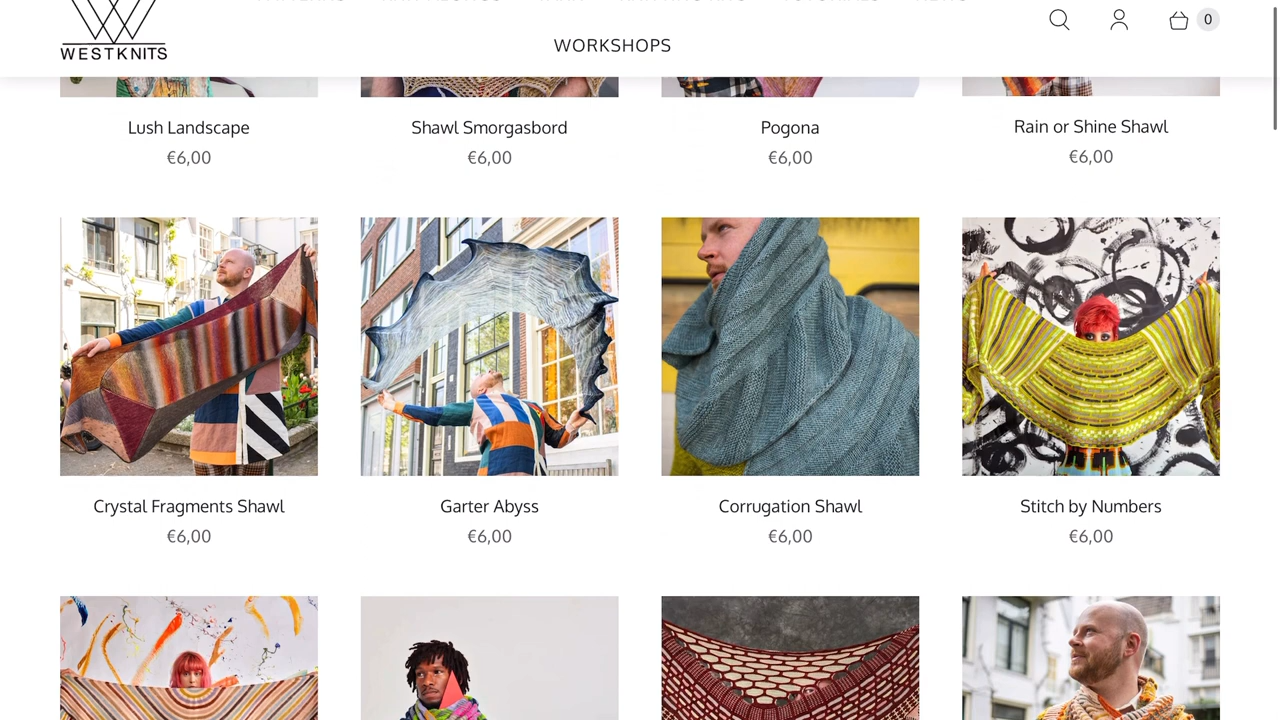 WORKSHOPS
WESTKNITS
0
Lush Landscape
Shawl Smorgasbord
Pogona
Rain or Shine Shawl
€6,00
€6,00
€6,00
€6,00
Crystal Fragments Shawl
Garter Abyss
Corrugation Shawl
Stitch by Numbers
€6,00
€6,00
€6,00
€6,00